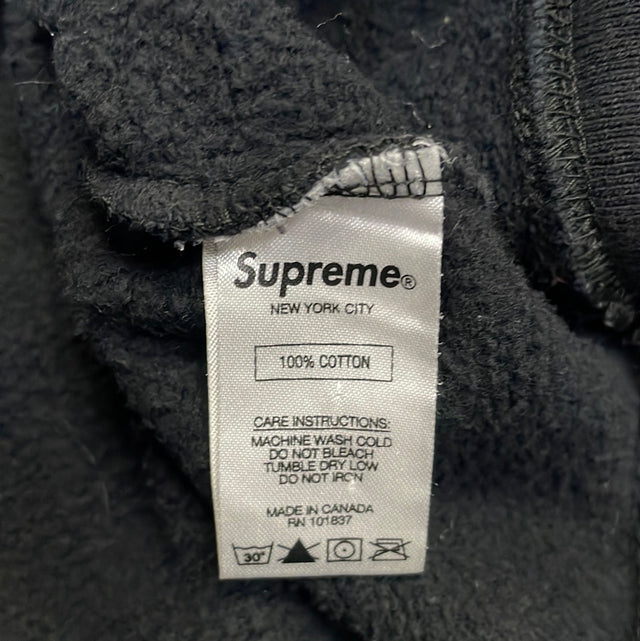 Supreme®
NEW YORK CITY
100% COTTON
CARE INSTRUCTIONS:
MACHINE WASH COLD
DO NOT BLEACH
TUMBLE DRY LOW
DO NOT IRON
MADE IN CANADA
RN 101837
30°